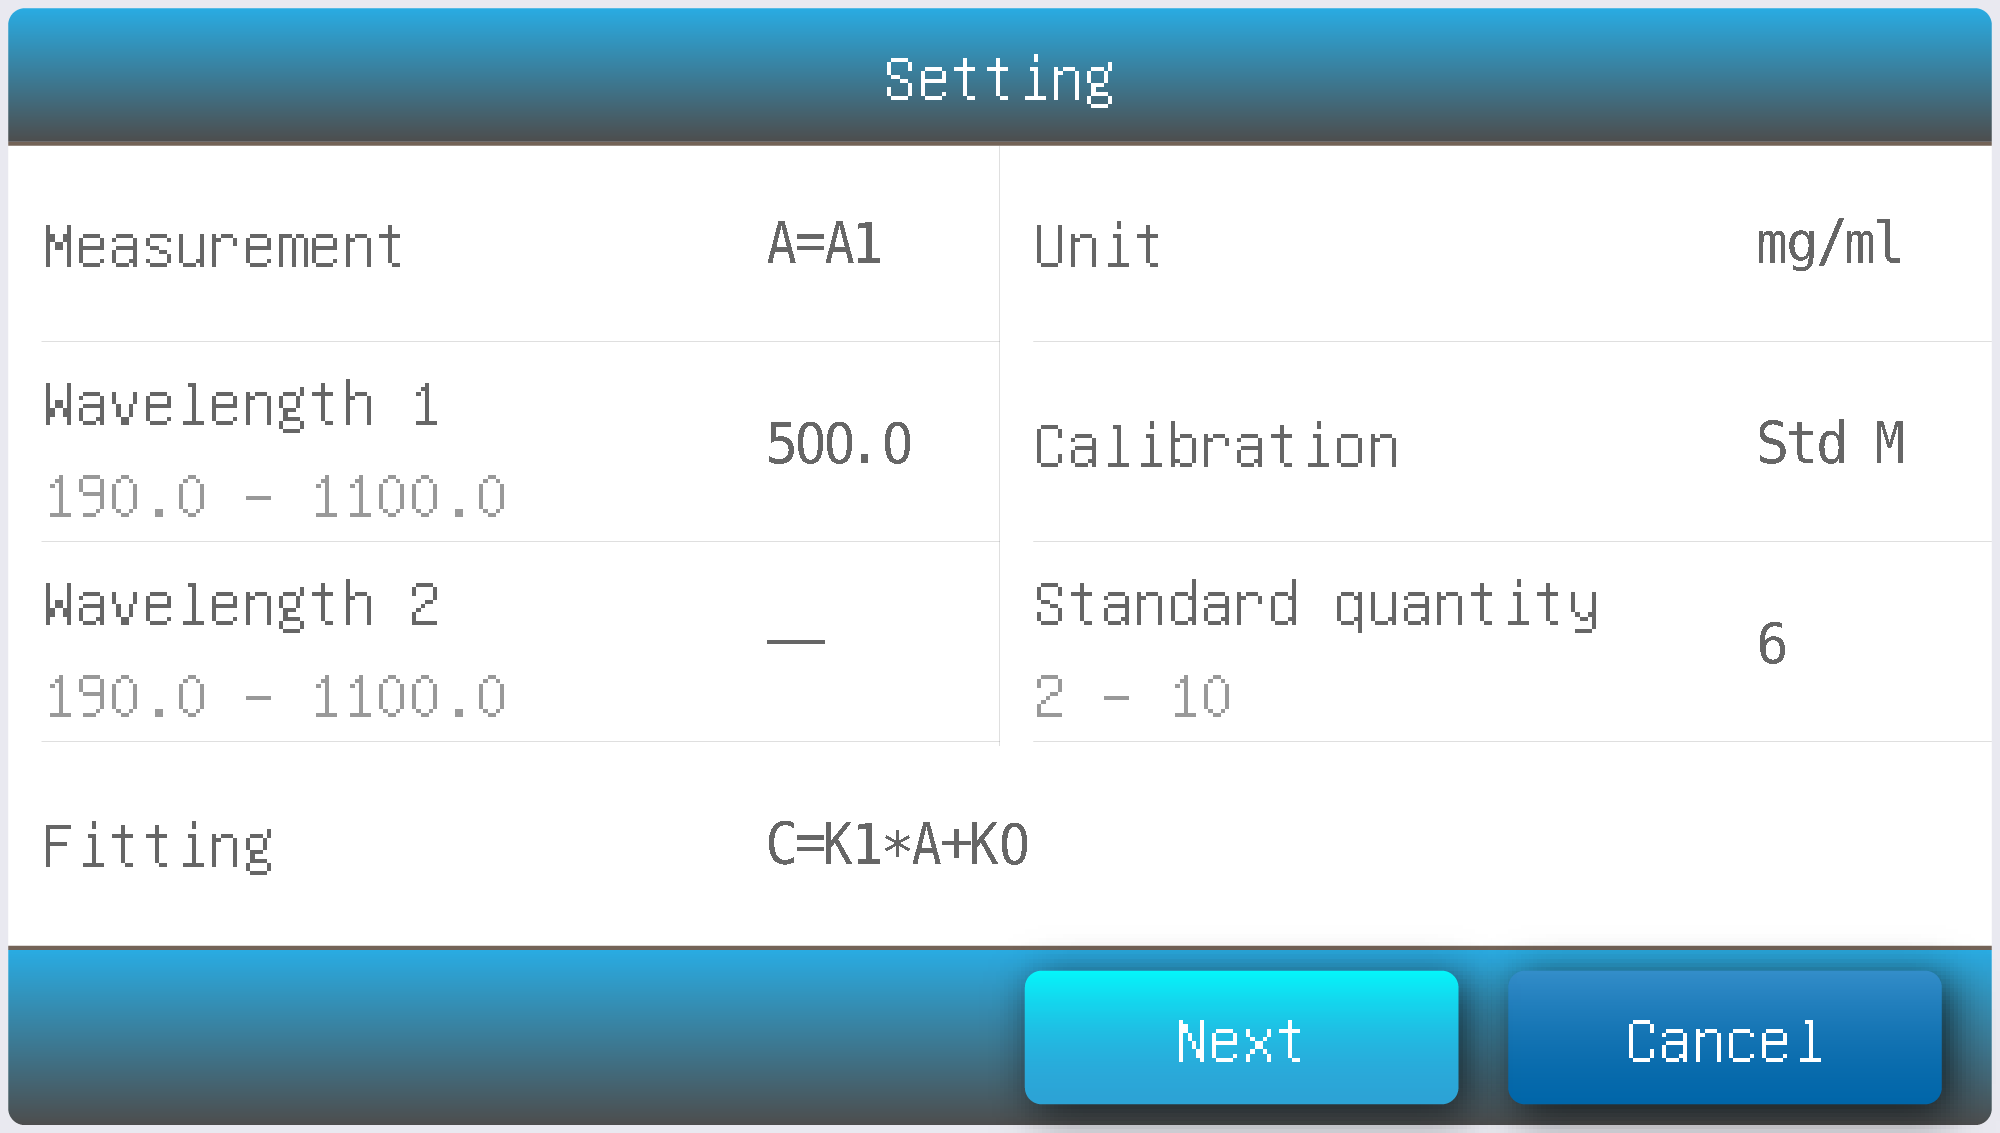 Setting
Measurement A=A1
Unit mg/ml
Wavelength 1 500.0
190.0 - 1100.0
Calibration Std M
Wavelength 2 __
190.0 - 1100.0
Standard quantity 6
2 - 10
Fitting C=K1*A+K0
Next Cancel